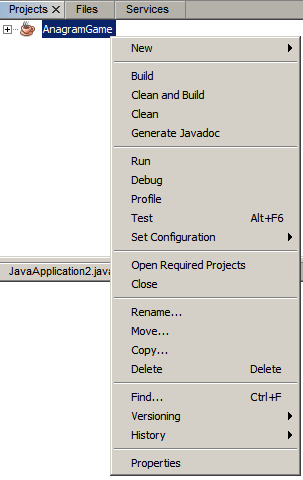 Projects Files Services
AnagramGame
New
Build
Clean and Build
Clean
Generate Javadoc
Run
Debug
Profile
Test Alt+F6
Set Configuration
Open Required Projects
JavaApplication2.java
Close
Rename...
Move...
Copy...
Delete Delete
Find... Ctrl+F
Versioning
History
Properties